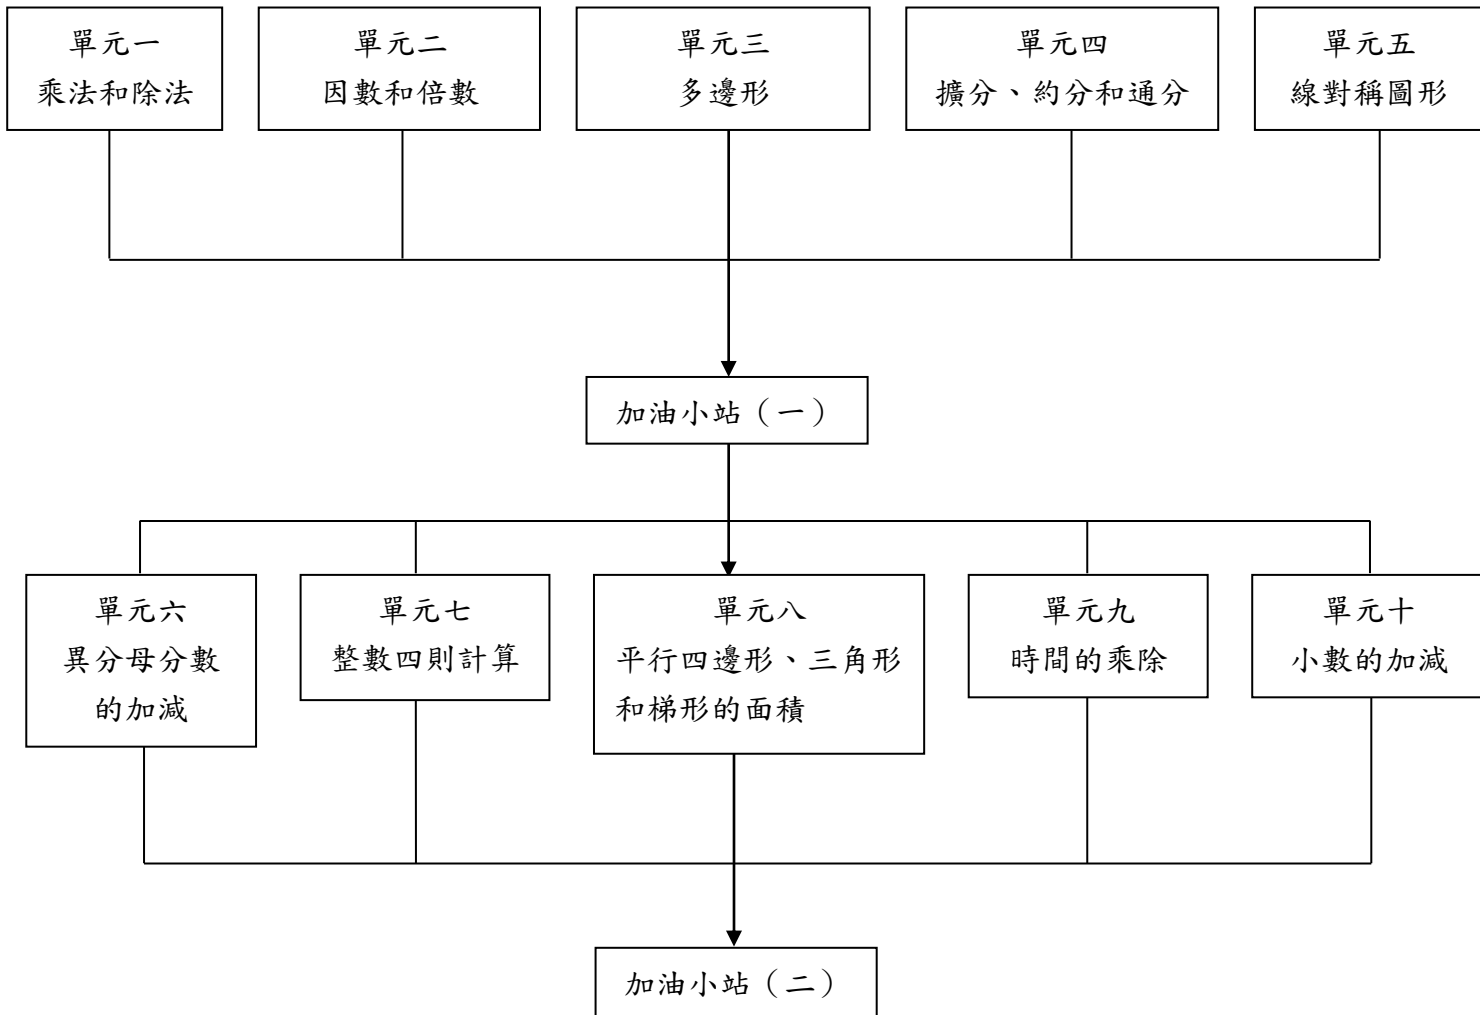 單元一
乘法和除法
單元二
因數和倍數
單元三
多邊形
單元四
擴分、約分和通分
單元五
線對稱圖形
加油小站（一）
單元六
異分母分數
的加減
單元七
整數四則計算
單元八
平行四邊形、三角形
和梯形的面積
單元九
時間的乘除
單元十
小數的加減
加油小站（二）